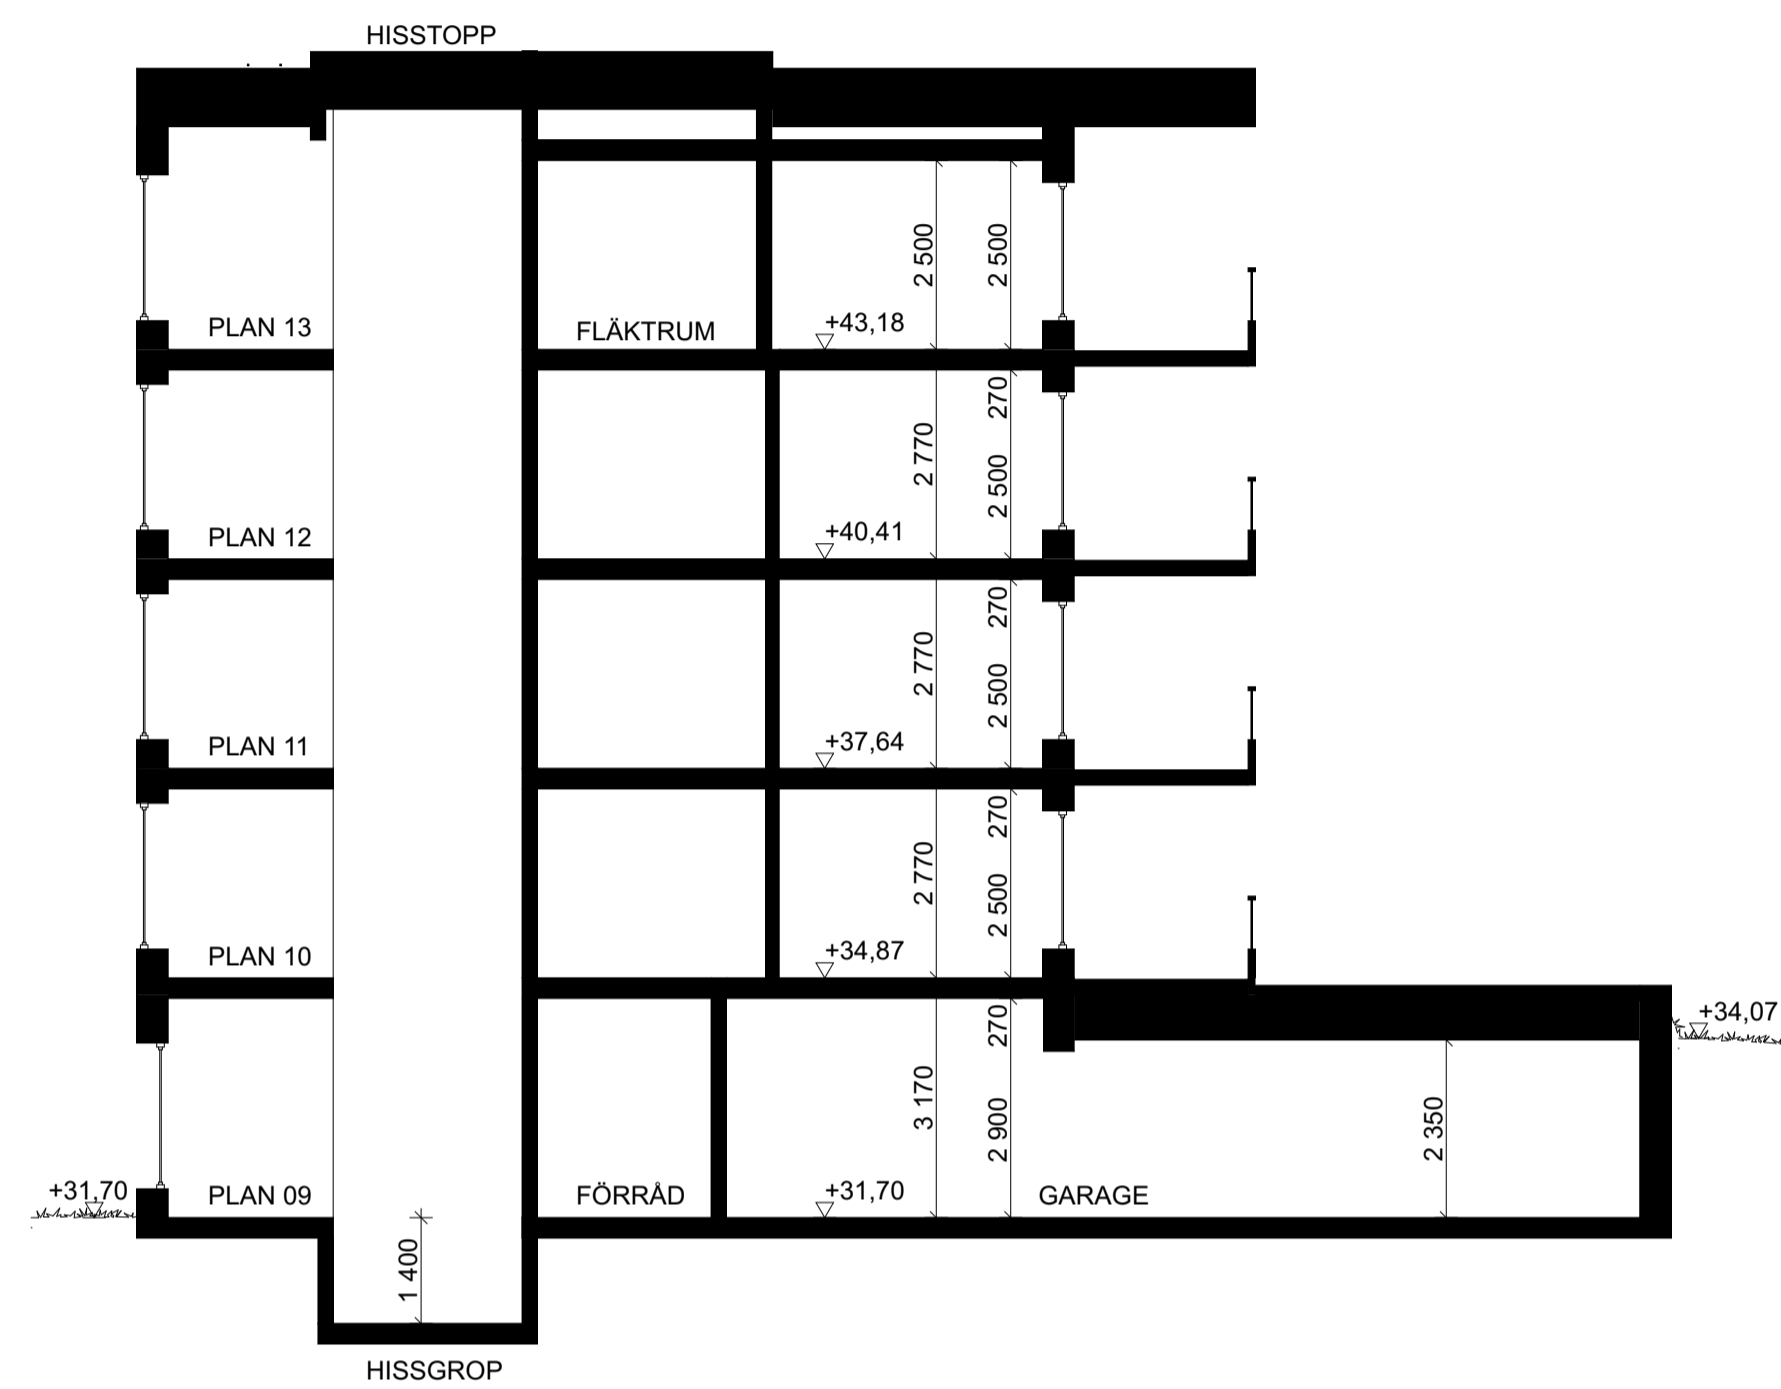 HISSTOPP
2 500
2 500
PLAN 13
FLÄKTRUM
+43,18
270
2 770
2 500
PLAN 12
+40,41
270
2 770
2 500
PLAN 11
+37,64
270
2 770
2 500
PLAN 10
+34,87
270
+34,07
3 170
2 900
2 350
+31,70
PLAN 09
FÖRRÅD
+31,70
GARAGE
1 400
HISSGROP